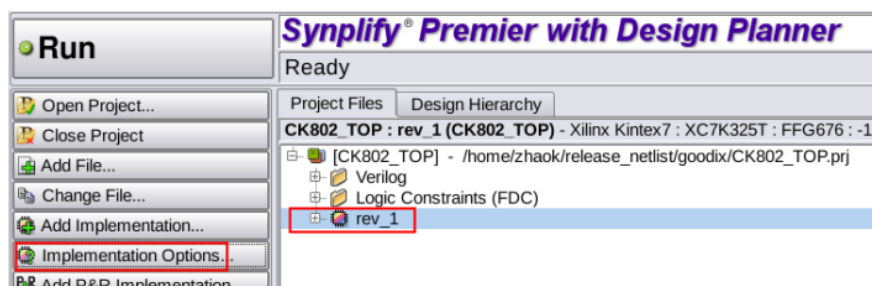 Run
Synplify® Premier with Design Planner
Ready
Open Project...
Close Project
Add File...
Change File...
Add Implementation...
Implementation Options...
Add P&R Implementation
Project Files
Design Hierarchy
CK802_TOP : rev_1 (CK802_TOP) - Xilinx Kintex7 : XC7K325T : FFG676 : -1
[CK802_TOP] - /home/zhaok/release_netlist/goodix/CK802_TOP.prj
Verilog
Logic Constraints (FDC)
rev_1